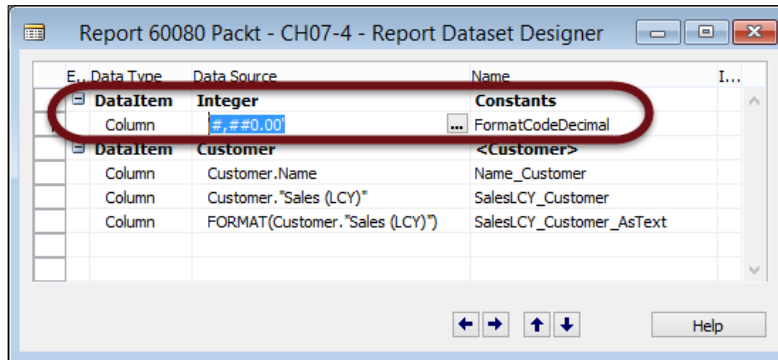 Report 60080 Packt - CH07-4 - Report Dataset Designer
E.. Data Type Data Source Name I...
DataItem Integer Constants
Column '#,##0.00' ... FormatCodeDecimal
DataItem Customer <Customer>
Column Customer.Name Name_Customer
Column Customer."Sales (LCY)" SalesLCY_Customer
Column FORMAT(Customer."Sales (LCY)") SalesLCY_Customer_AsText
Help